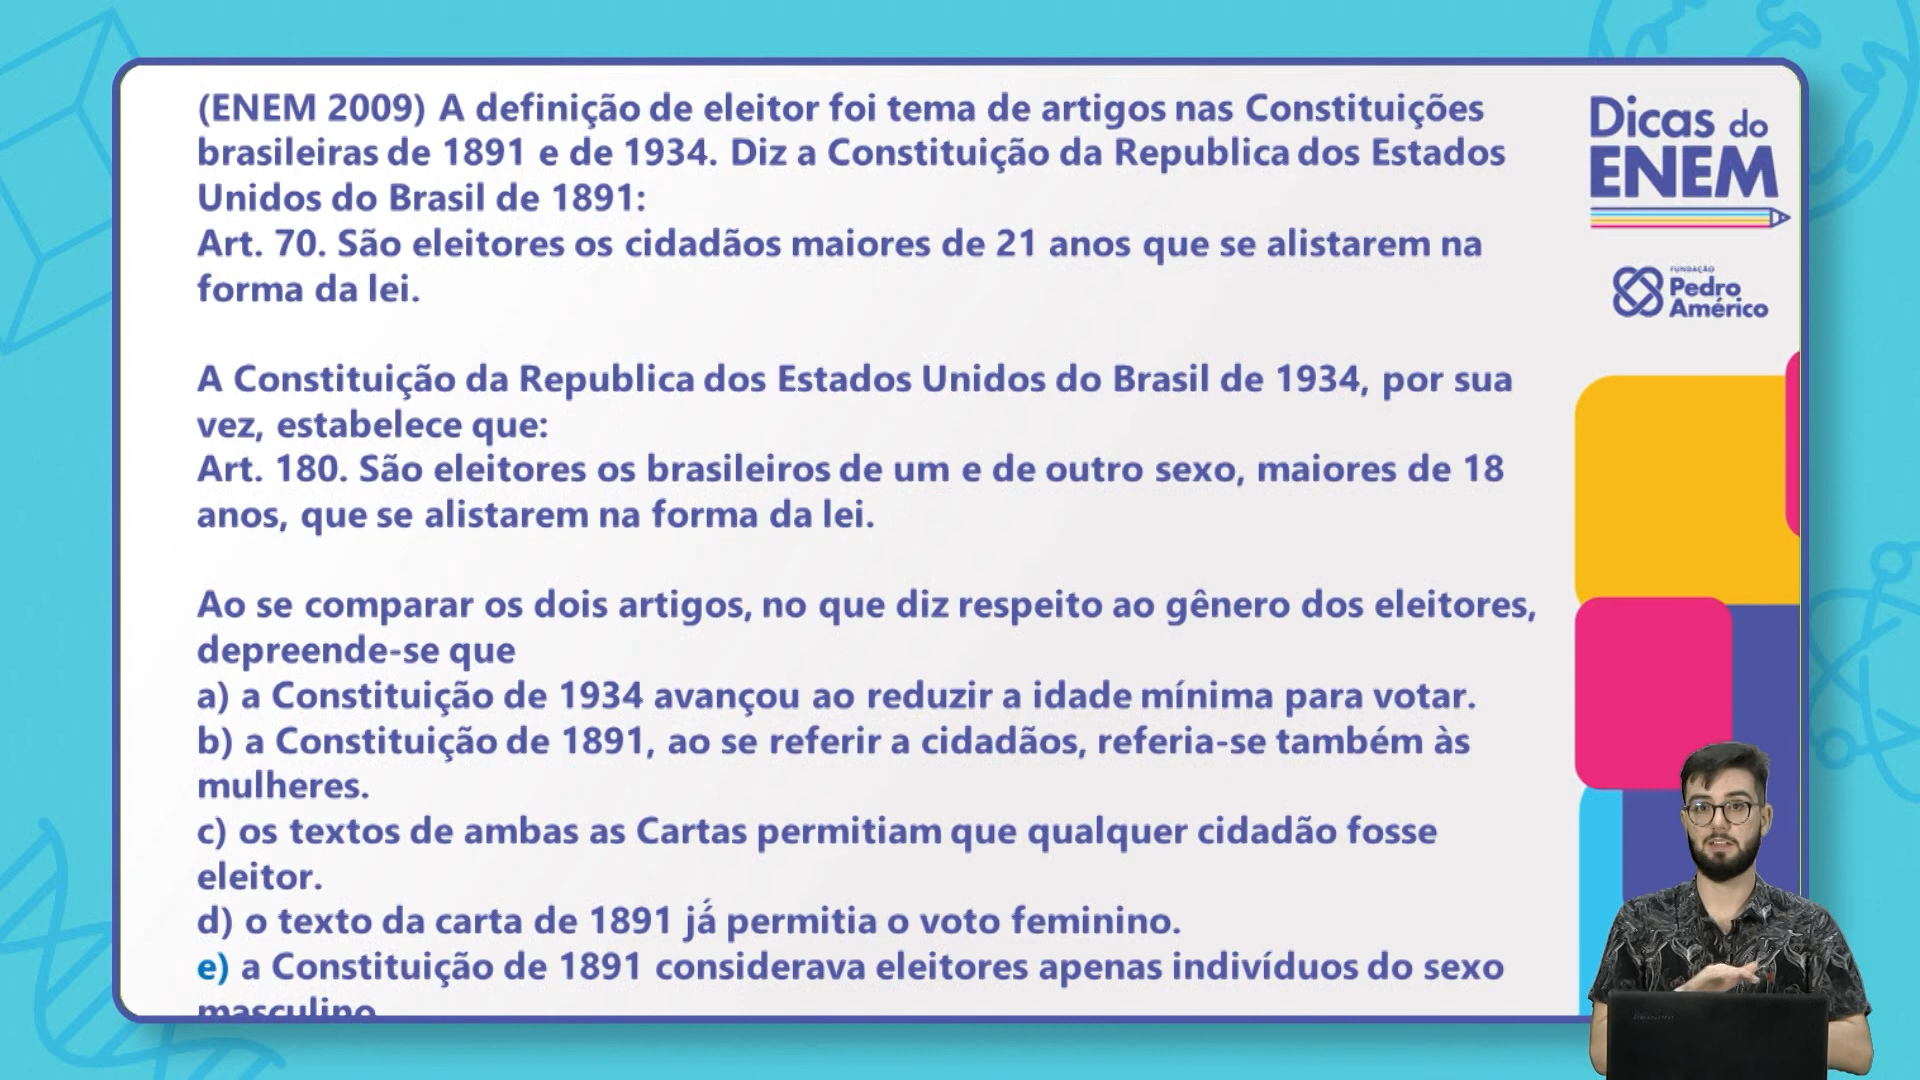 (ENEM 2009) A definição de eleitor foi tema de artigos nas Constituições
brasileiras de 1891 e de 1934. Diz a Constituição da Republica dos Estados
Unidos do Brasil de 1891:
Art. 70. São eleitores os cidadãos maiores de 21 anos que se alistarem na
forma da lei.
A Constituição da Republica dos Estados Unidos do Brasil de 1934, por sua
vez, estabelece que:
Art. 180. São eleitores os brasileiros de um e de outro sexo, maiores de 18
anos, que se alistarem na forma da lei.
Ao se comparar os dois artigos, no que diz respeito ao gênero dos eleitores,
depreende-se que
a) a Constituição de 1934 avançou ao reduzir a idade mínima para votar.
b) a Constituição de 1891, ao se referir a cidadãos, referia-se também às
mulheres.
c) os textos de ambas as Cartas permitiam que qualquer cidadão fosse
eleitor.
d) o texto da carta de 1891 já permitia o voto feminino.
e) a Constituição de 1891 considerava eleitores apenas indivíduos do sexo
masculino
Dicas do
ENEM
FUNDAÇÃO
Pedro
Américo